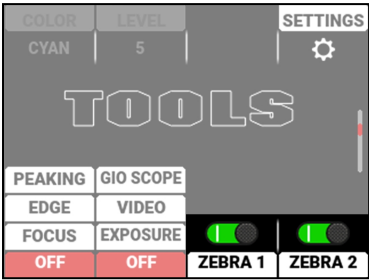 COLOR LEVEL SETTINGS
CYAN 5
TOOLS
PEAKING GIO SCOPE
EDGE VIDEO
FOCUS EXPOSURE
OFF OFF ZEBRA 1 ZEBRA 2